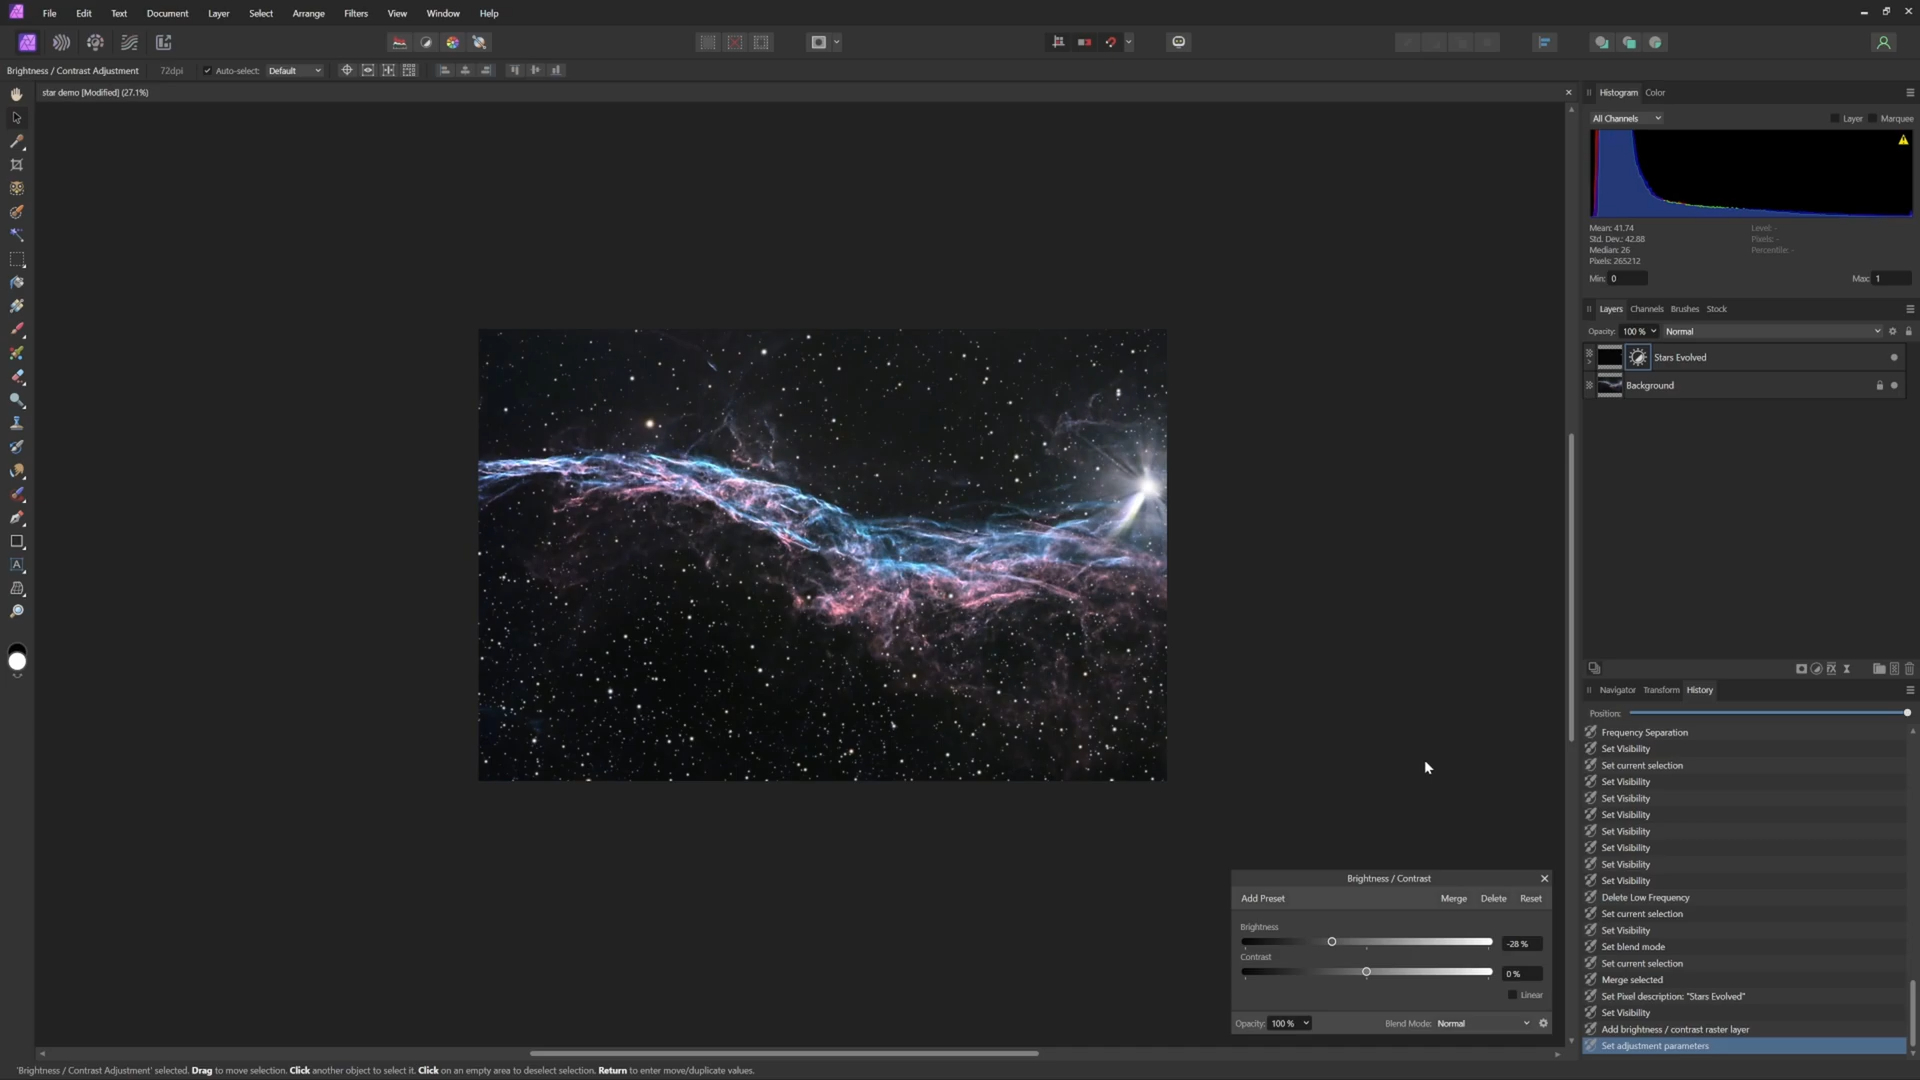 File Edit Text Document Layer Select Arrange Filters View Window Help
Brightness / Contrast Adjustment 72dpi Auto-select: Default
star demo [Modified] (27.1%)
Histogram Color
All Channels Layer Marquee
Mean: 41.74 Level: -
Std. Dev.: 42.88 Pixels: -
Median: 26 Percentile: -
Pixels: 265212
Min: 0 Max: 1
Layers Channels Brushes Stock
Opacity: 100 % Normal
Stars Evolved
Background
Navigator Transform History
Position:
Frequency Separation
Set Visibility
Set current selection
Set Visibility
Set Visibility
Set Visibility
Set Visibility
Set Visibility
Set Visibility
Set Visibility
Delete Low Frequency
Set current selection
Set Visibility
Set blend mode
Set current selection
Merge selected
Set Pixel description: "Stars Evolved"
Set Visibility
Add brightness / contrast raster layer
Set adjustment parameters
Brightness / Contrast
Add Preset Merge Delete Reset
Brightness
-28 %
Contrast
0 %
Linear
Opacity: 100 % Blend Mode: Normal
'Brightness / Contrast Adjustment' selected. Drag to move selection. Click another object to select it. Click on an empty area to deselect selection. Return to enter move/duplicate values.